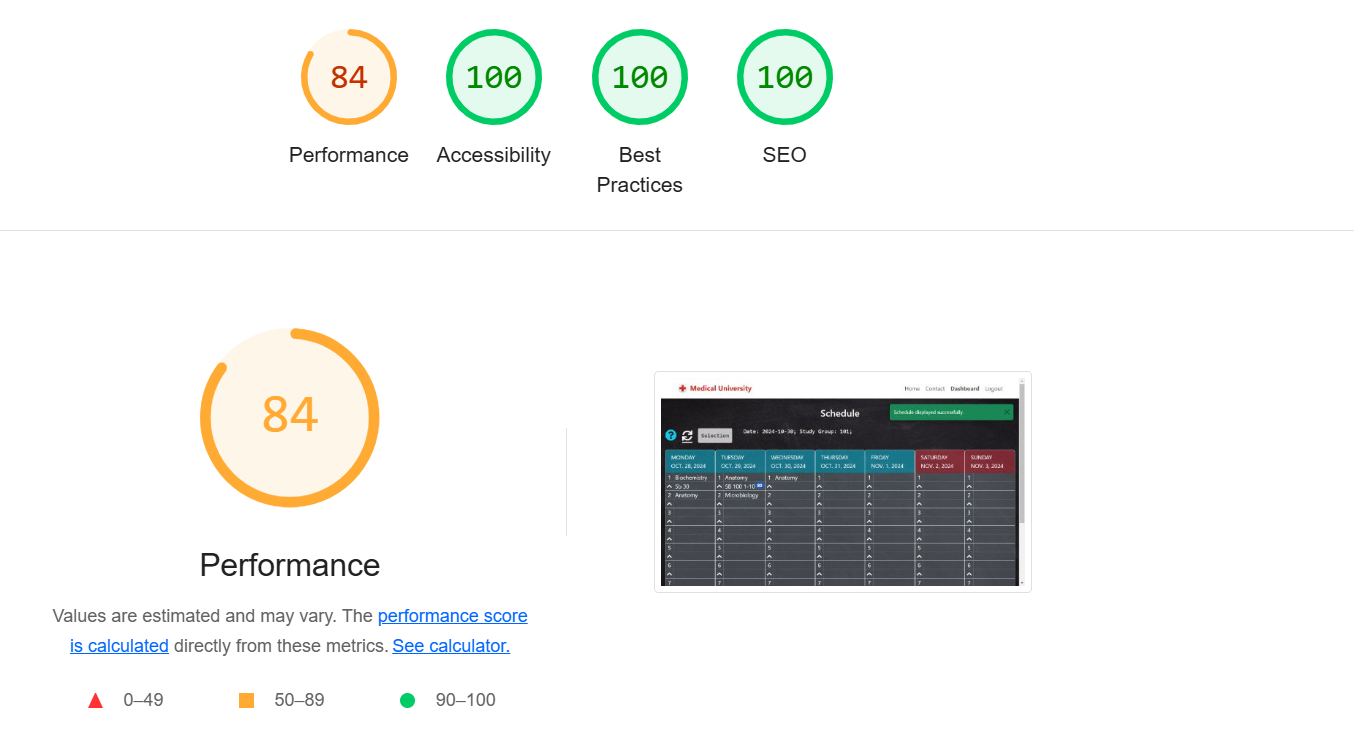 84
100
100
100
Performance
Accessibility
Best
Practices
SEO
84
Performance
Values are estimated and may vary. The performance score
is calculated directly from these metrics. See calculator.
0–49
50–89
90–100
Medical University
Home Contact Dashboard Logout
Schedule
Schedule displayed successfully.
?
Selection
Date: 2024-10-30; Study Group: 101;
MONDAY
OCT. 28, 2024
TUESDAY
OCT. 29, 2024
WEDNESDAY
OCT. 30, 2024
THURSDAY
OCT. 31, 2024
FRIDAY
NOV. 1, 2024
SATURDAY
NOV. 2, 2024
SUNDAY
NOV. 3, 2024
1 Biochemistry 1 Anatomy 1 Anatomy 1 1 1 1
Sb 30 SB 100 1-10
2 Anatomy 2 Microbiology 2 2 2 2 2
3 3 3 3 3 3 3
4 4 4 4 4 4 4
5 5 5 5 5 5 5
6 6 6 6 6 6 6
7 7 7 7 7 7 7